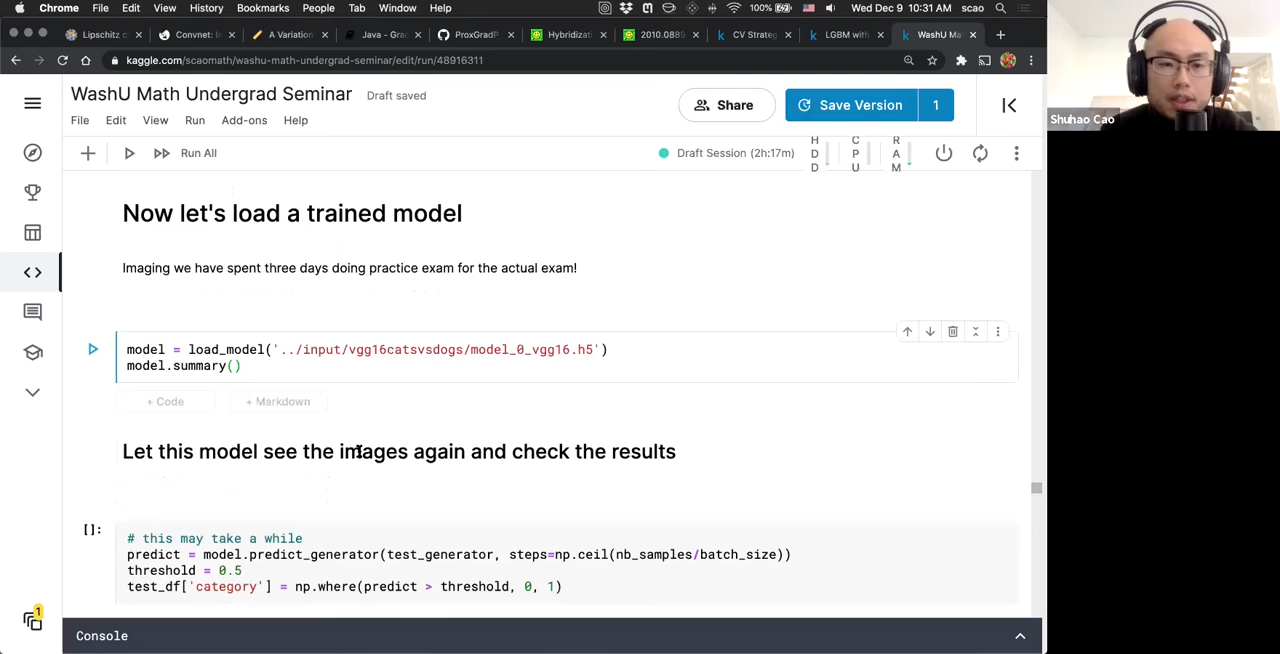 Chrome File Edit View History Bookmarks People Tab Window Help 100% Wed Dec 9 10:31 AM scao
Lipschitz c Convnet: In A Variation Java - Gra ProxGradP Hybridizati 2010.0889 CV Strateg LGBM with WashU Ma
kaggle.com/scaomath/washu-math-undergrad-seminar/edit/run/48916311
WashU Math Undergrad Seminar Draft saved
Share Save Version 1
File Edit View Run Add-ons Help
Run All Draft Session (2h:17m) HDD CPU RAM
Shuhao Cao
Now let's load a trained model
Imaging we have spent three days doing practice exam for the actual exam!
model = load_model('../input/vgg16catsvsdogs/model_0_vgg16.h5')
model.summary()
+ Code + Markdown
Let this model see the images again and check the results
[]:
# this may take a while
predict = model.predict_generator(test_generator, steps=np.ceil(nb_samples/batch_size))
threshold = 0.5
test_df['category'] = np.where(predict > threshold, 0, 1)
1
Console